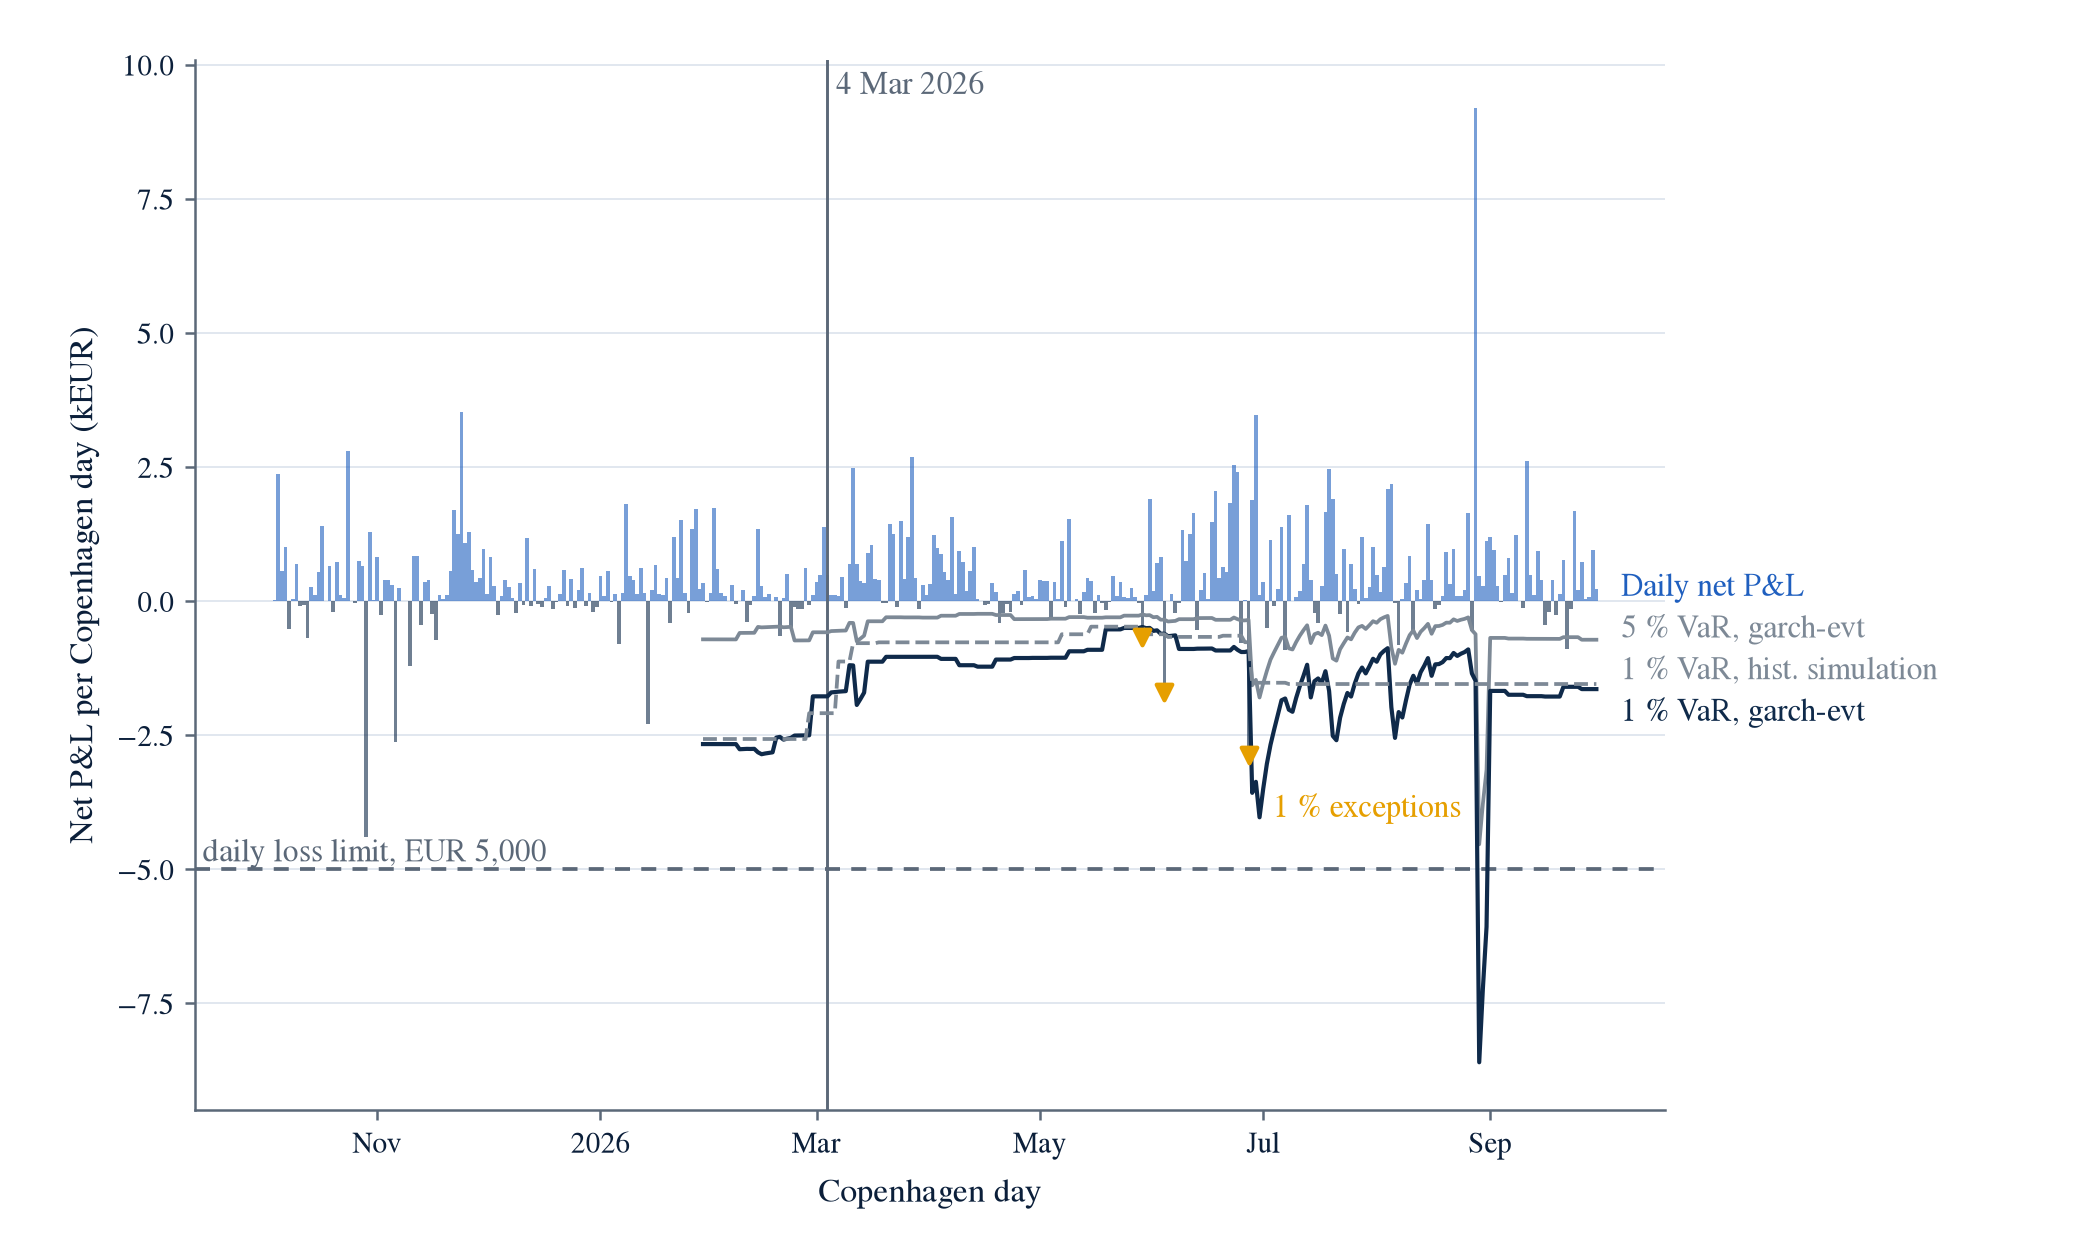 10.0
7.5
5.0
2.5
0.0
−2.5
−5.0
−7.5
Net P&L per Copenhagen day (kEUR)
4 Mar 2026
Daily net P&L
5 % VaR, garch-evt
1 % VaR, hist. simulation
1 % VaR, garch-evt
1 % exceptions
daily loss limit, EUR 5,000
Nov
2026
Mar
May
Jul
Sep
Copenhagen day